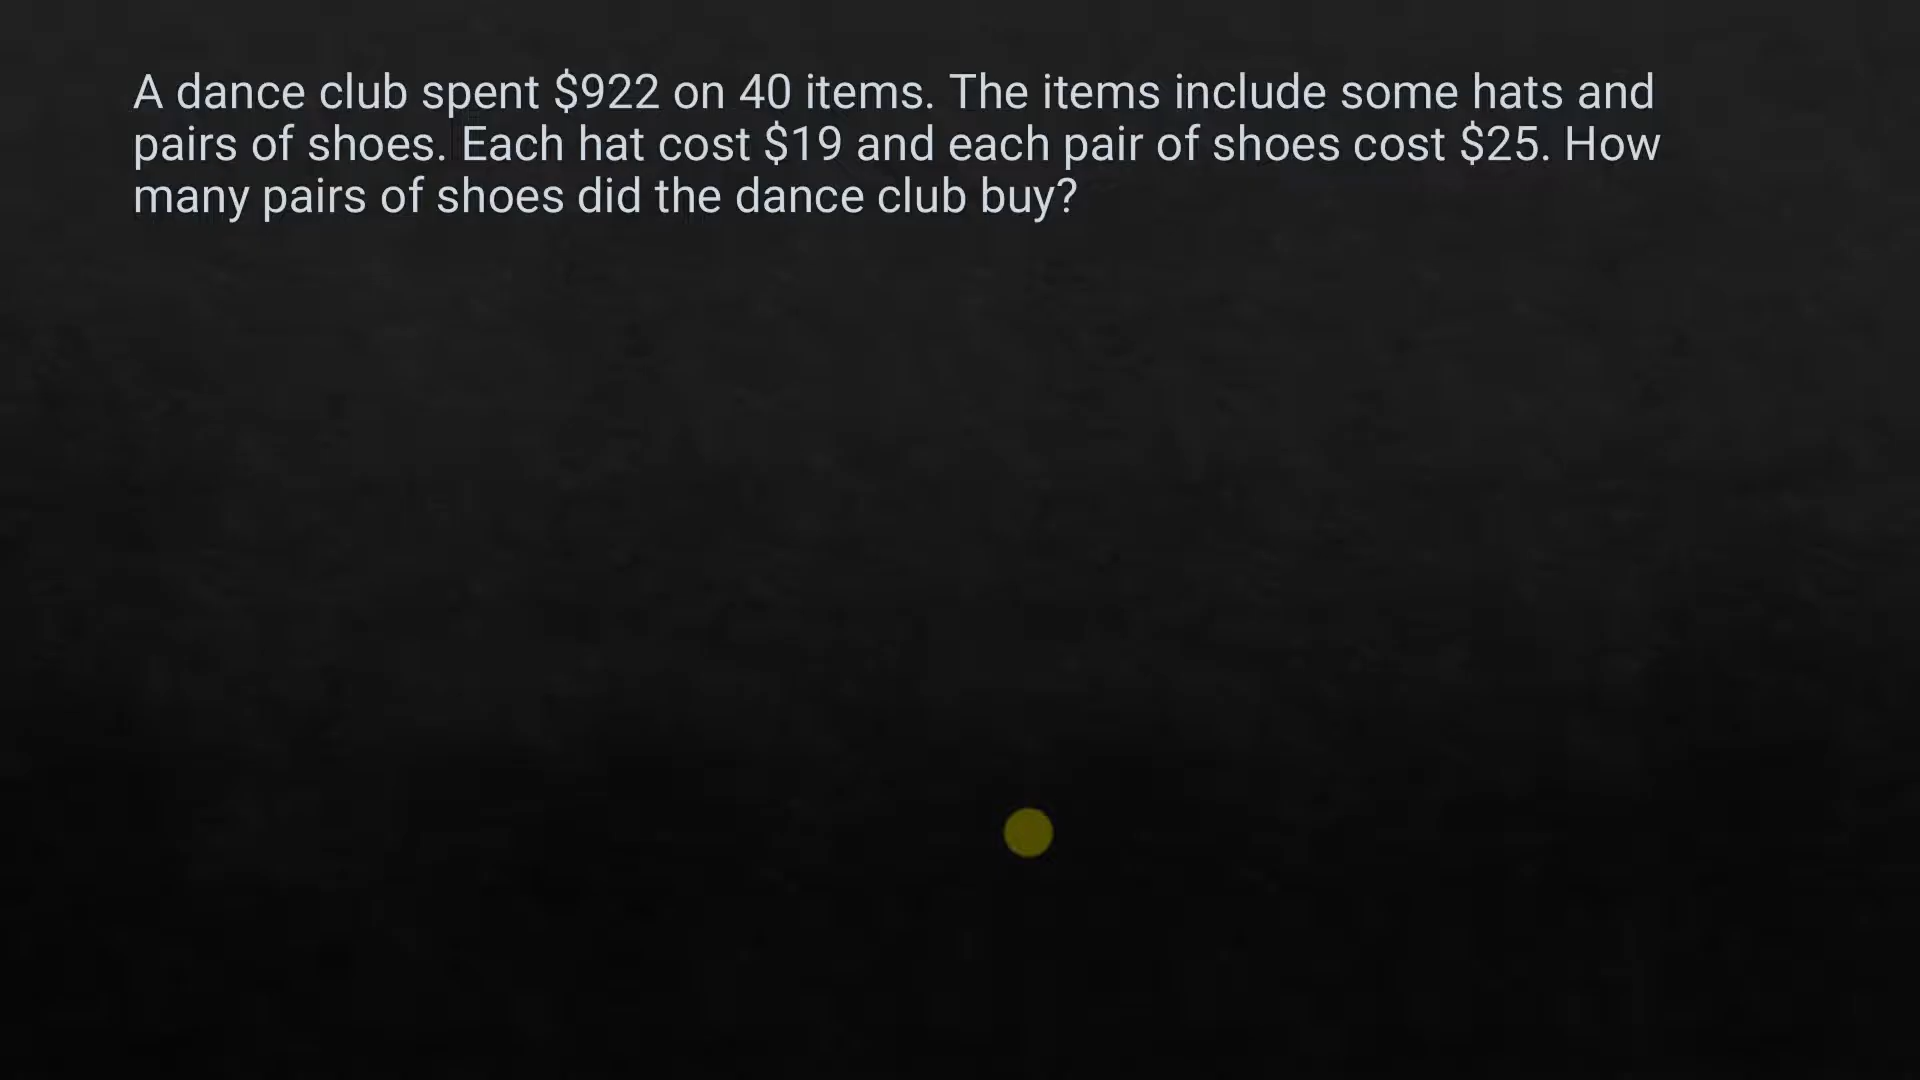 A dance club spent $922 on 40 items. The items include some hats and
pairs of shoes. Each hat cost $19 and each pair of shoes cost $25. How
many pairs of shoes did the dance club buy?